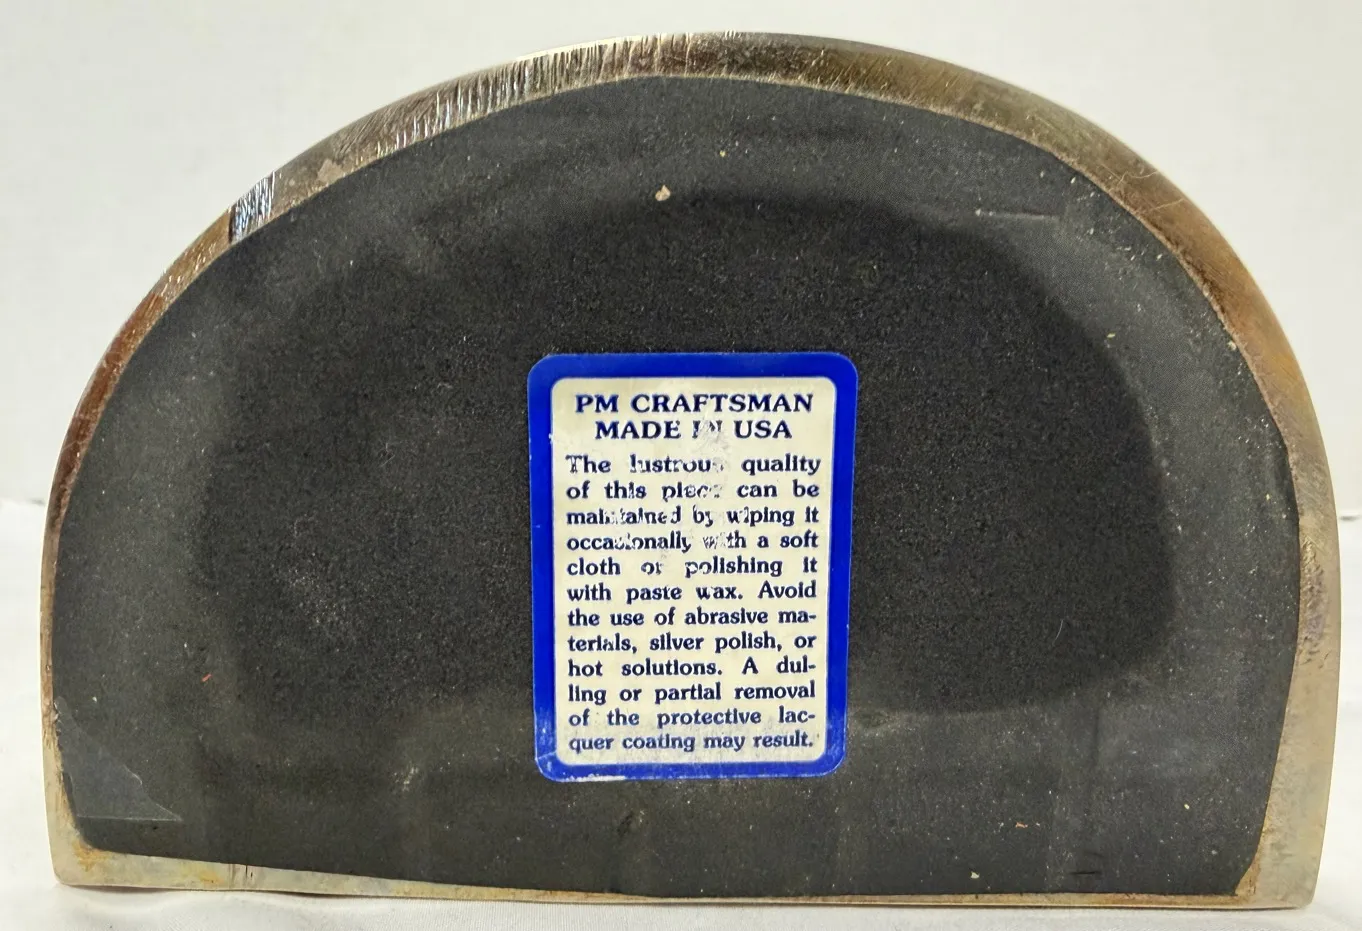 PM CRAFTSMAN
MADE IN USA
The lustrous quality
of this piece can be
maintained by wiping it
occasionally with a soft
cloth or polishing it
with paste wax. Avoid
the use of abrasive ma-
terials, silver polish, or
hot solutions. A dul-
ling or partial removal
of the protective lac-
quer coating may result.